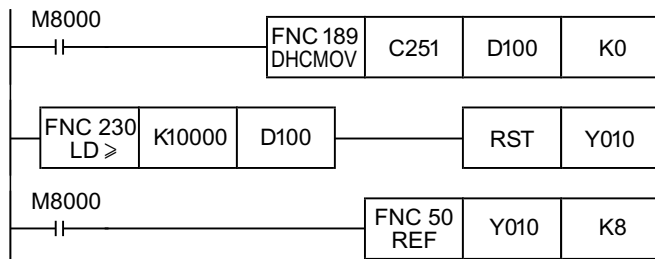 M8000
FNC 189 DHCMOV C251 D100 K0
FNC 230 LD ≥ K10000 D100 RST Y010
M8000
FNC 50 REF Y010 K8